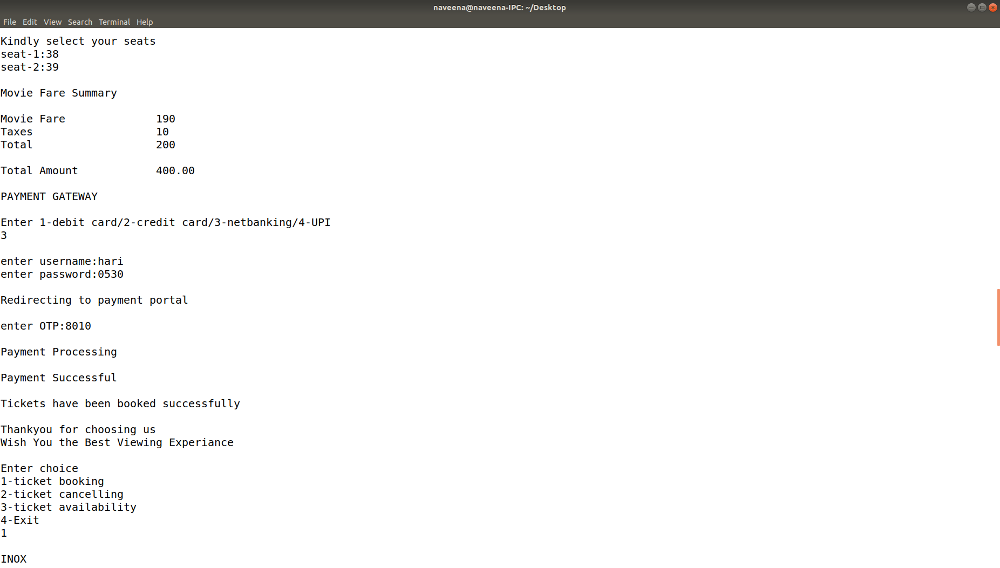 naveena@naveena-IPC: ~/Desktop
File Edit View Search Terminal Help
Kindly select your seats
seat-1:38
seat-2:39
Movie Fare Summary
Movie Fare 190
Taxes 10
Total 200
Total Amount 400.00
PAYMENT GATEWAY
Enter 1-debit card/2-credit card/3-netbanking/4-UPI
3
enter username:hari
enter password:0530
Redirecting to payment portal
enter OTP:8010
Payment Processing
Payment Successful
Tickets have been booked successfully
Thankyou for choosing us
Wish You the Best Viewing Experiance
Enter choice
1-ticket booking
2-ticket cancelling
3-ticket availability
4-Exit
1
INOX